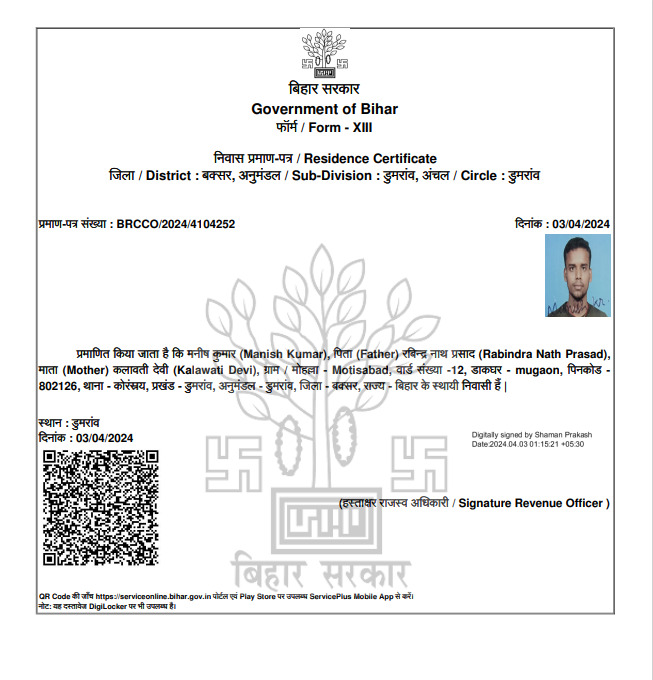 बिहार सरकार
Government of Bihar
फॉर्म / Form - XIII
निवास प्रमाण-पत्र / Residence Certificate
जिला / District : बक्सर, अनुमंडल / Sub-Division : डुमरांव, अंचल / Circle : डुमरांव
प्रमाण-पत्र संख्या : BRCCO/2024/4104252 दिनांक : 03/04/2024
प्रमाणित किया जाता है कि मनीष कुमार (Manish Kumar), पिता (Father) रबिन्द्र नाथ प्रसाद (Rabindra Nath Prasad),
माता (Mother) कलावती देवी (Kalawati Devi), ग्राम / मोहल्ला - Motisabad, वार्ड संख्या -12, डाकघर - mugaon, पिनकोड -
802126, थाना - , प्रखंड - डुमरांव, अनुमंडल - डुमरांव, जिला - बक्सर, राज्य - बिहार के स्थायी निवासी हैं |
स्थान : डुमरांव
दिनांक : 03/04/2024
Digitally signed by Shaman Prakash
Date:2024.04.03 01:15:21 +05:30
(हस्ताक्षर राजस्व अधिकारी / Signature Revenue Officer )
बिहार सरकार
QR Code की जाँच https://serviceonline.bihar.gov.in पोर्टल एवं Play Store पर उपलब्ध ServicePlus Mobile App से करें।
नोट: यह दस्तावेज DigiLocker पर भी उपलब्ध है।